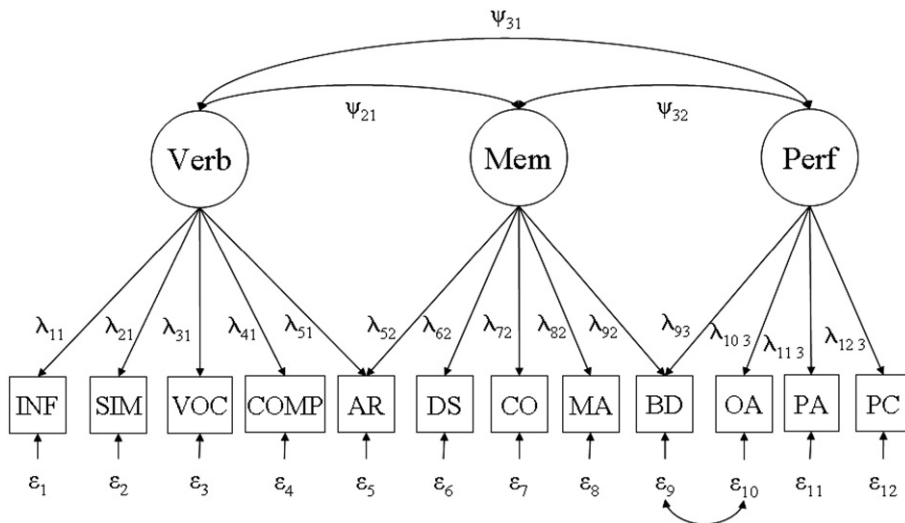 Ψ₃₁
Ψ₂₁ Ψ₃₂
Verb Mem Perf
λ₁₁ λ₂₁ λ₃₁ λ₄₁ λ₅₁ λ₅₂ λ₆₂ λ₇₂ λ₈₂ λ₉₂ λ₉₃ λ₁₀ ₃ λ₁₁ ₃ λ₁₂ ₃
INF SIM VOC COMP AR DS CO MA BD OA PA PC
ε₁ ε₂ ε₃ ε₄ ε₅ ε₆ ε₇ ε₈ ε₉ ε₁₀ ε₁₁ ε₁₂